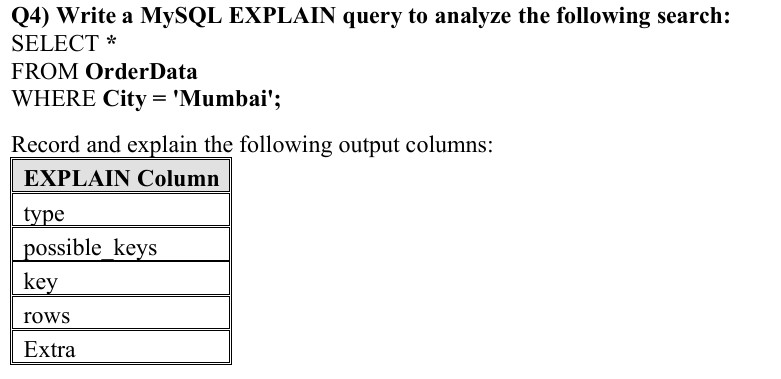 Q4) Write a MySQL EXPLAIN query to analyze the following search:
SELECT *
FROM OrderData
WHERE City = 'Mumbai';
Record and explain the following output columns:
EXPLAIN Column
type
possible_keys
key
rows
Extra